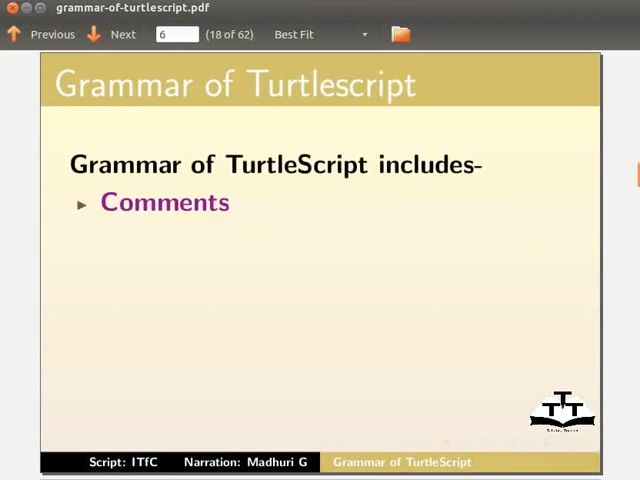 grammar-of-turtlescript.pdf
Previous Next 6 (18 of 62) Best Fit
Grammar of Turtlescript
Grammar of TurtleScript includes-
Comments
Script: ITfC Narration: Madhuri G Grammar of TurtleScript